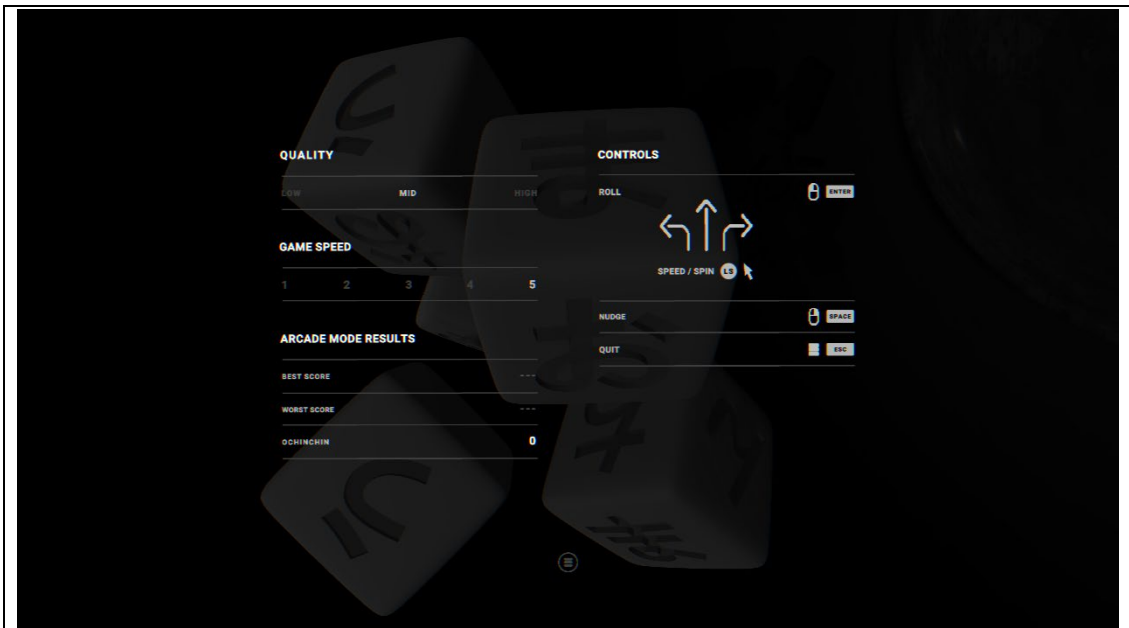 QUALITY
LOW MID HIGH
GAME SPEED
1 2 3 4 5
ARCADE MODE RESULTS
BEST SCORE ---
WORST SCORE ---
OCHINCHIN 0
CONTROLS
ROLL ENTER
SPEED / SPIN LS
NUDGE SPACE
QUIT ESC